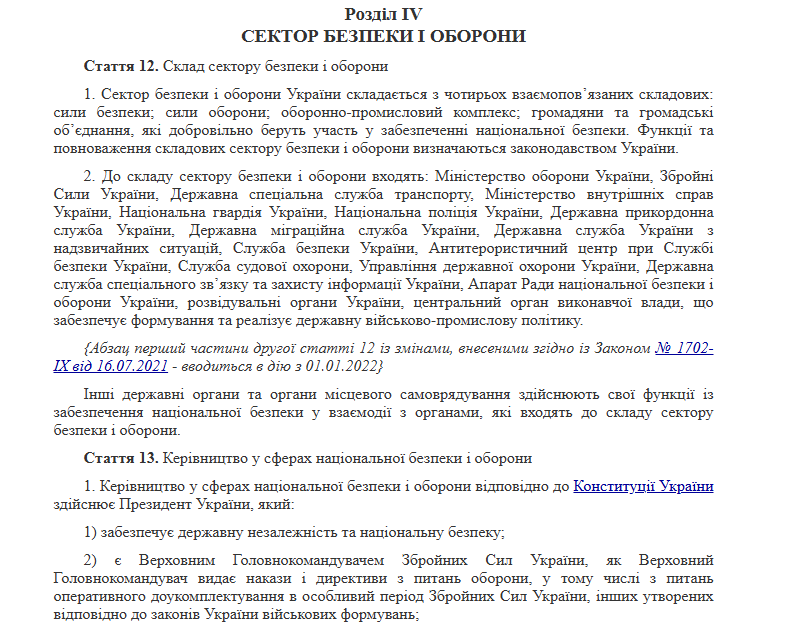 Розділ IV
СЕКТОР БЕЗПЕКИ І ОБОРОНИ
Стаття 12. Склад сектору безпеки і оборони
1. Сектор безпеки і оборони України складається з чотирьох взаємопов’язаних складових:
сили безпеки; сили оборони; оборонно-промисловий комплекс; громадяни та громадські
об’єднання, які добровільно беруть участь у забезпеченні національної безпеки. Функції та
повноваження складових сектору безпеки і оборони визначаються законодавством України.
2. До складу сектору безпеки і оборони входять: Міністерство оборони України, Збройні
Сили України, Державна спеціальна служба транспорту, Міністерство внутрішніх справ
України, Національна гвардія України, Національна поліція України, Державна прикордонна
служба України, Державна міграційна служба України, Державна служба України з
надзвичайних ситуацій, Служба безпеки України, Антитерористичний центр при Службі
безпеки України, Служба судової охорони, Управління державної охорони України, Державна
служба спеціального зв’язку та захисту інформації України, Апарат Ради національної безпеки і
оборони України, розвідувальні органи України, центральний орган виконавчої влади, що
забезпечує формування та реалізує державну військово-промислову політику.
{Абзац перший частини другої статті 12 із змінами, внесеними згідно із Законом № 1702-
IX від 16.07.2021 - вводиться в дію з 01.01.2022}
Інші державні органи та органи місцевого самоврядування здійснюють свої функції із
забезпечення національної безпеки у взаємодії з органами, які входять до складу сектору
безпеки і оборони.
Стаття 13. Керівництво у сферах національної безпеки і оборони
1. Керівництво у сферах національної безпеки і оборони відповідно до Конституції України
здійснює Президент України, який:
1) забезпечує державну незалежність та національну безпеку;
2) є Верховним Головнокомандувачем Збройних Сил України, як Верховний
Головнокомандувач видає накази і директиви з питань оборони, у тому числі з питань
оперативного доукомплектування в особливий період Збройних Сил України, інших утворених
відповідно до законів України військових формувань;